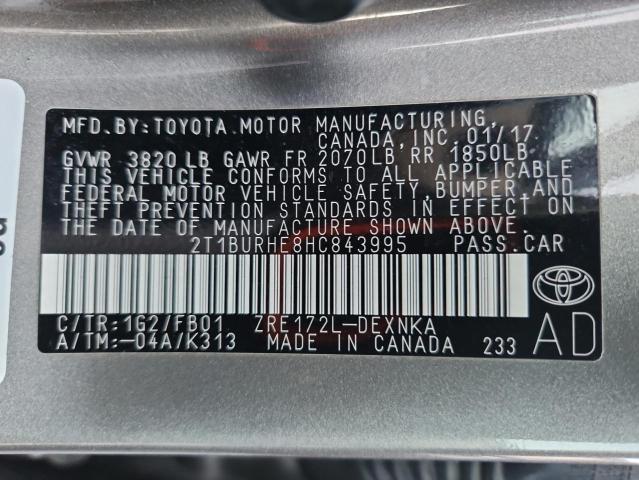 MFD.BY:TOYOTA MOTOR MANUFACTURING,
CANADA, INC. 01/17
GVWR 3820 LB GAWR FR 2070LB, RR 1850LB
THIS VEHICLE CONFORMS TO ALL APPLICABLE
FEDERAL MOTOR VEHICLE SAFETY, BUMPER AND
THEFT PREVENTION STANDARDS IN EFFECT ON
THE DATE OF MANUFACTURE SHOWN ABOVE.
2T1BURHE8HC843995 PASS.CAR
C/TR:1G2/FB01 ZRE172L-DEXNKA
A/TM:-04A/K313 MADE IN CANADA 233
AD